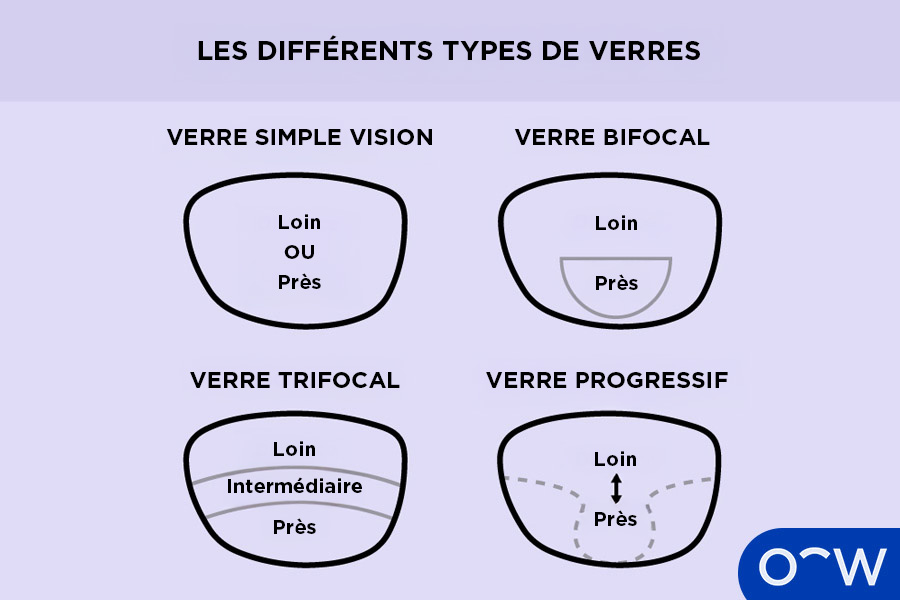 LES DIFFÉRENTS TYPES DE VERRES
VERRE SIMPLE VISION
Loin
OU
Près
VERRE BIFOCAL
Loin
Près
VERRE TRIFOCAL
Loin
Intermédiaire
Près
VERRE PROGRESSIF
Loin
Près